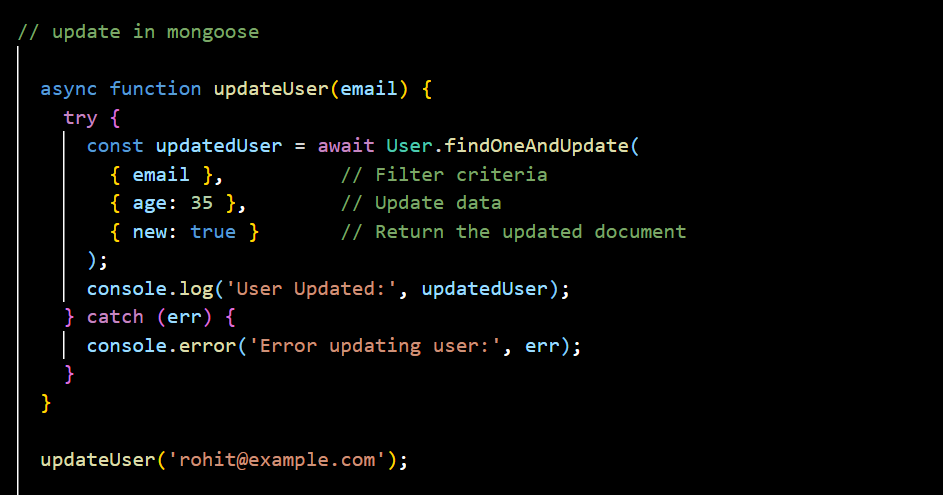 // update in mongoose
async function updateUser(email) {
try {
const updatedUser = await User.findOneAndUpdate(
{ email }, // Filter criteria
{ age: 35 }, // Update data
{ new: true } // Return the updated document
);
console.log('User Updated:', updatedUser);
} catch (err) {
console.error('Error updating user:', err);
}
}
updateUser('rohit@example.com');